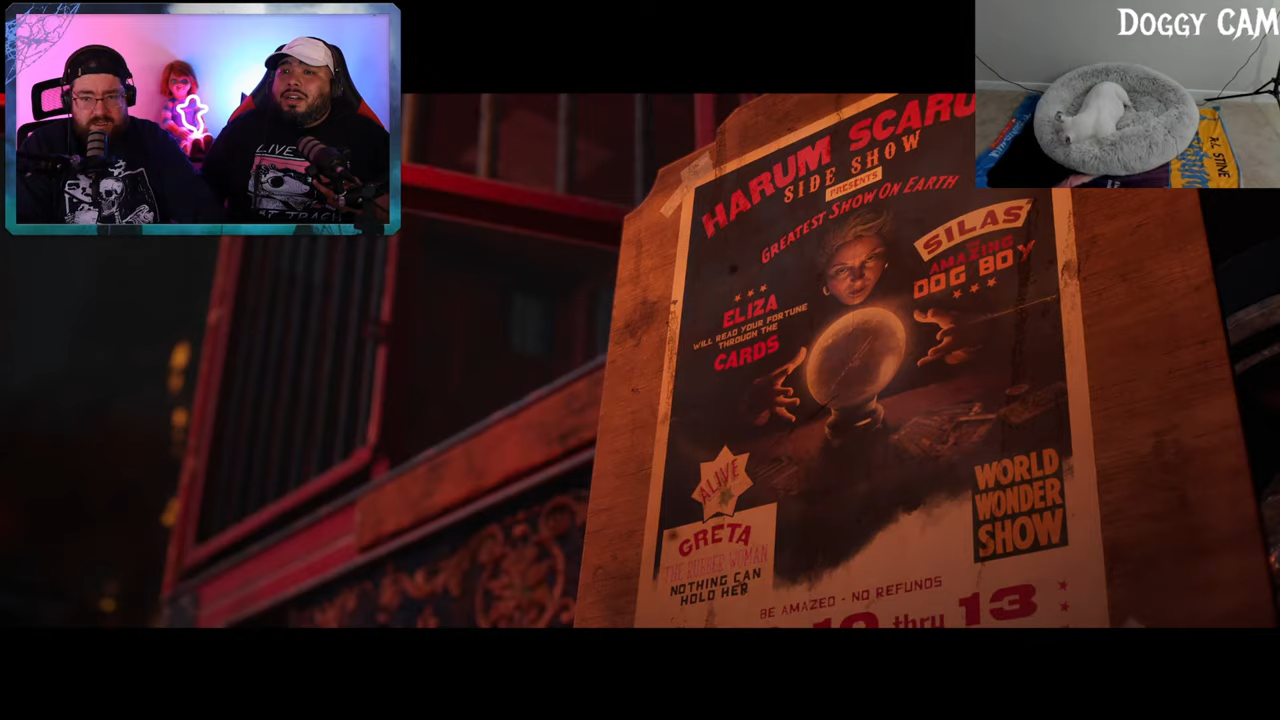 Doggy CAM
HARUM SCARU
SIDE SHOW
PRESENTS
GREATEST SHOW ON EARTH
SILAS
AMAZING
DOG BOY
ELIZA
WILL READ YOUR FORTUNE
THROUGH THE
CARDS
ALIVE
GRETA
THE RUBBER WOMAN
NOTHING CAN
HOLD HER
WORLD
WONDER
SHOW
BE AMAZED - NO REFUNDS
thru 13
LIVE
R.L. STINE